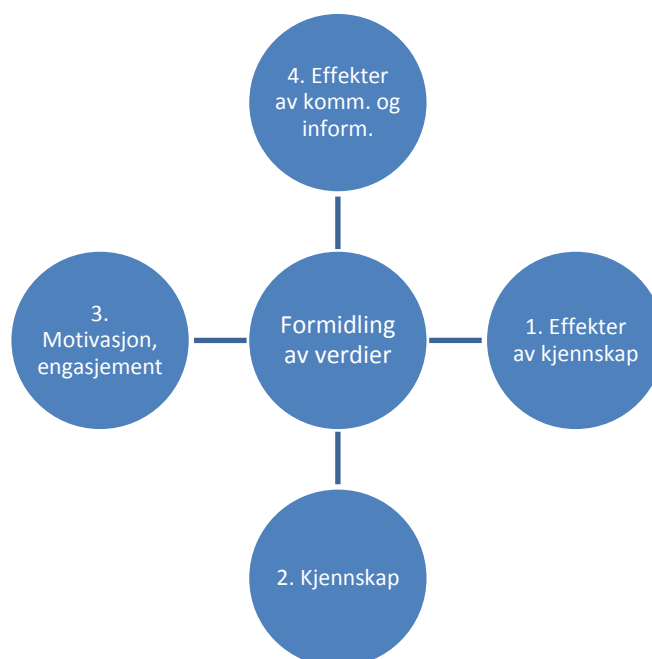 4. Effekter
av komm. og
inform.
3.
Motivasjon,
engasjement
Formidling
av verdier
1. Effekter
av kjennskap
2. Kjennskap